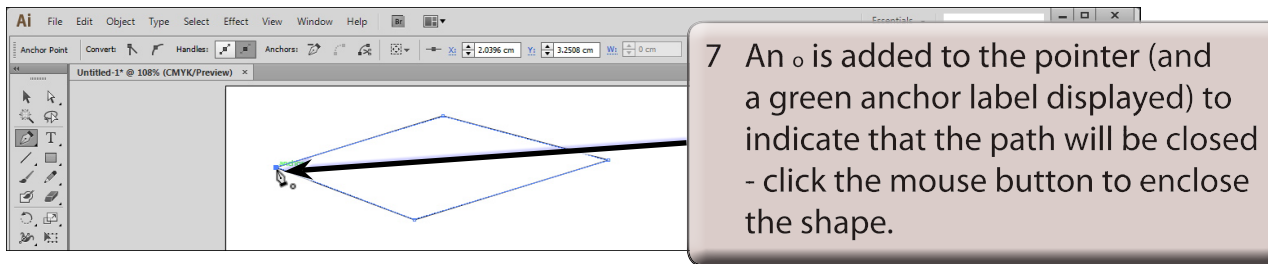 Ai File Edit Object Type Select Effect View Window Help Br
Essentials
Anchor Point Convert: Handles: Anchors: X: 2.0396 cm Y: 3.2508 cm W: 0 cm
Untitled-1* @ 108% (CMYK/Preview) ×
T
7 An o is added to the pointer (and
a green anchor label displayed) to
indicate that the path will be closed
- click the mouse button to enclose
the shape.